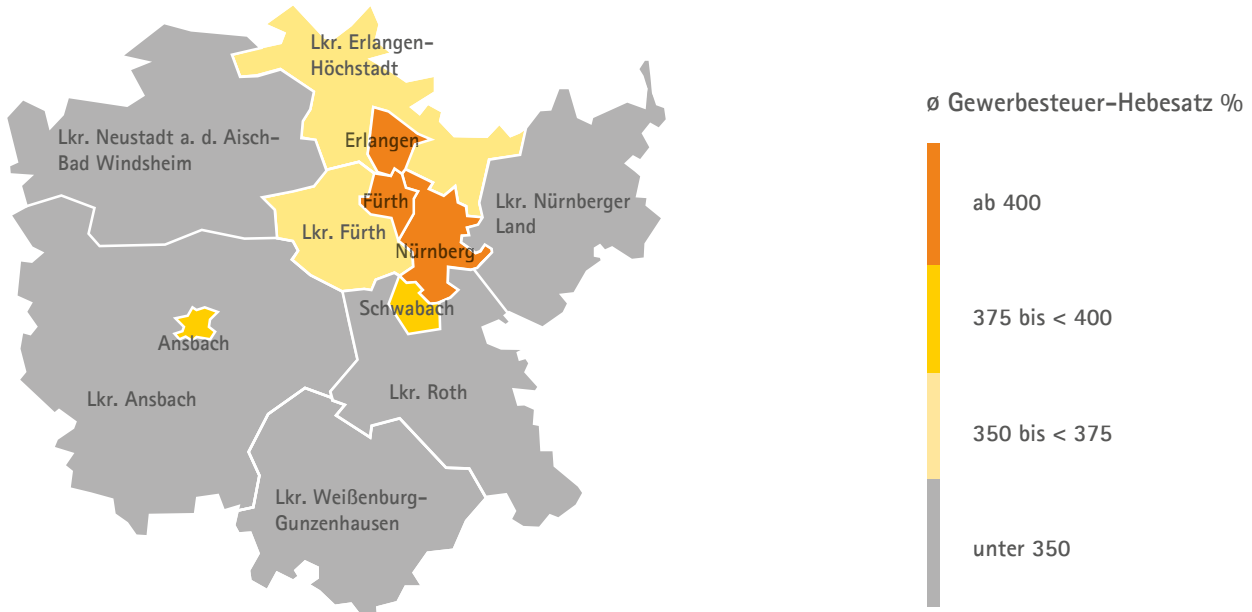 Lkr. Erlangen-
Höchstadt
Lkr. Neustadt a. d. Aisch-
Bad Windsheim
Erlangen
Fürth
Lkr. Nürnberger
Land
Lkr. Fürth
Nürnberg
Schwabach
Ansbach
Lkr. Ansbach
Lkr. Roth
Lkr. Weißenburg-
Gunzenhausen
ø Gewerbesteuer-Hebesatz %
ab 400
375 bis < 400
350 bis < 375
unter 350